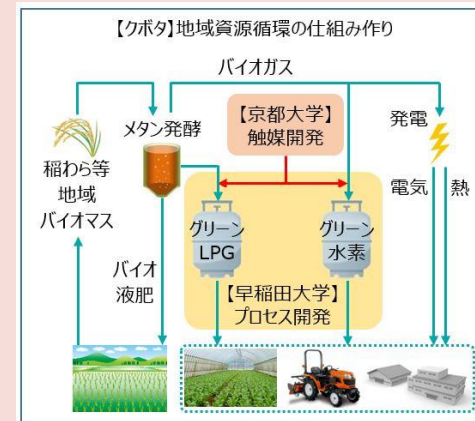 【クボタ】地域資源循環の仕組み作り
バイオガス
メタン発酵
【京都大学】
触媒開発
発電
稲わら等
地域
バイオマス
電気
熱
グリーン
LPG
グリーン
水素
バイオ
液肥
【早稲田大学】
プロセス開発